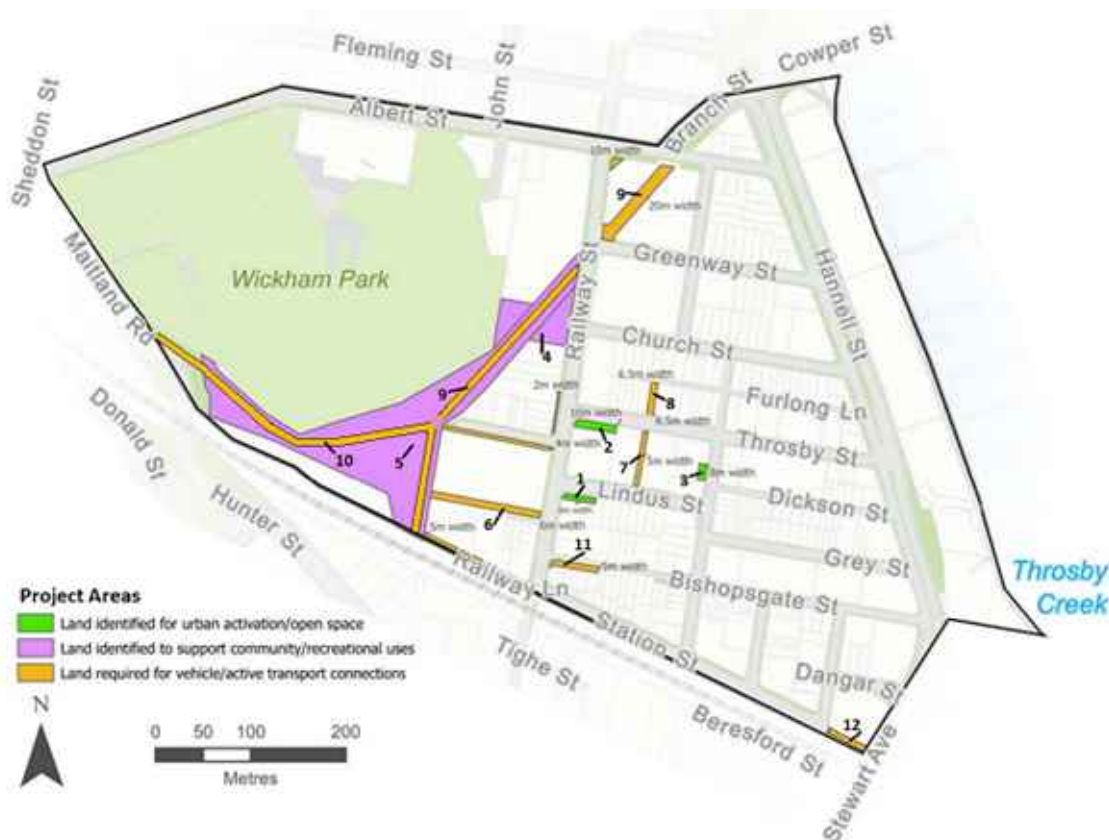 Cowper St
Fleming St
John St
Sheddon St
Branch St
Albert St
10m width
9
20m width
Wickham Park
Greenway St
Hannell St
Maitland Rd
Railway St
4
Church St
6.5m width
2m width
8
Furlong Ln
9
10m width
6.5m width
Donald St
2
Throsby St
4m width
10
5
7
5m width
3
1
Lindus St
Dickson St
Hunter St
6
5m width
Grey St
11
5m width
Railway Ln
Bishopsgate St
Throsby
Creek
Project Areas
Land identified for urban activation/open space
Station St
Land identified to support community/recreational uses
Tighe St
Dangar St
Land required for vehicle/active transport connections
N
Beresford St
12
0 50 100 200
Metres
Stewart Ave